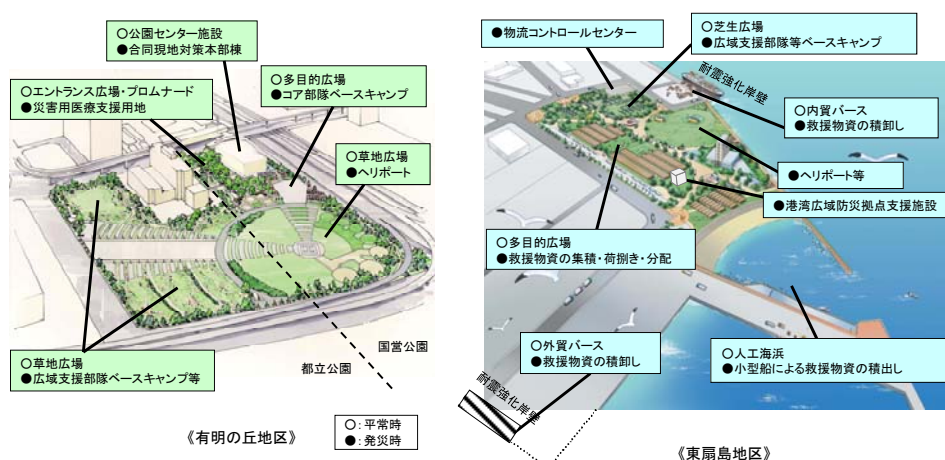 ○公園センター施設
●合同現地対策本部棟
○エントランス広場・プロムナード
●災害用医療支援用地
○多目的広場
●コア部隊ベースキャンプ
○草地広場
●ヘリポート
○草地広場
●広域支援部隊ベースキャンプ等
国営公園
都立公園
《有明の丘地区》
○：平常時
●：発災時
●物流コントロールセンター
○芝生広場
●広域支援部隊等ベースキャンプ
耐震強化岸壁
○内貿バース
●救援物資の積卸し
●ヘリポート等
●港湾広域防災拠点支援施設
○多目的広場
●救援物資の集積・荷捌き・分配
○外貿バース
●救援物資の積卸し
○人工海浜
●小型船による救援物資の積出し
耐震強化岸壁
《東扇島地区》